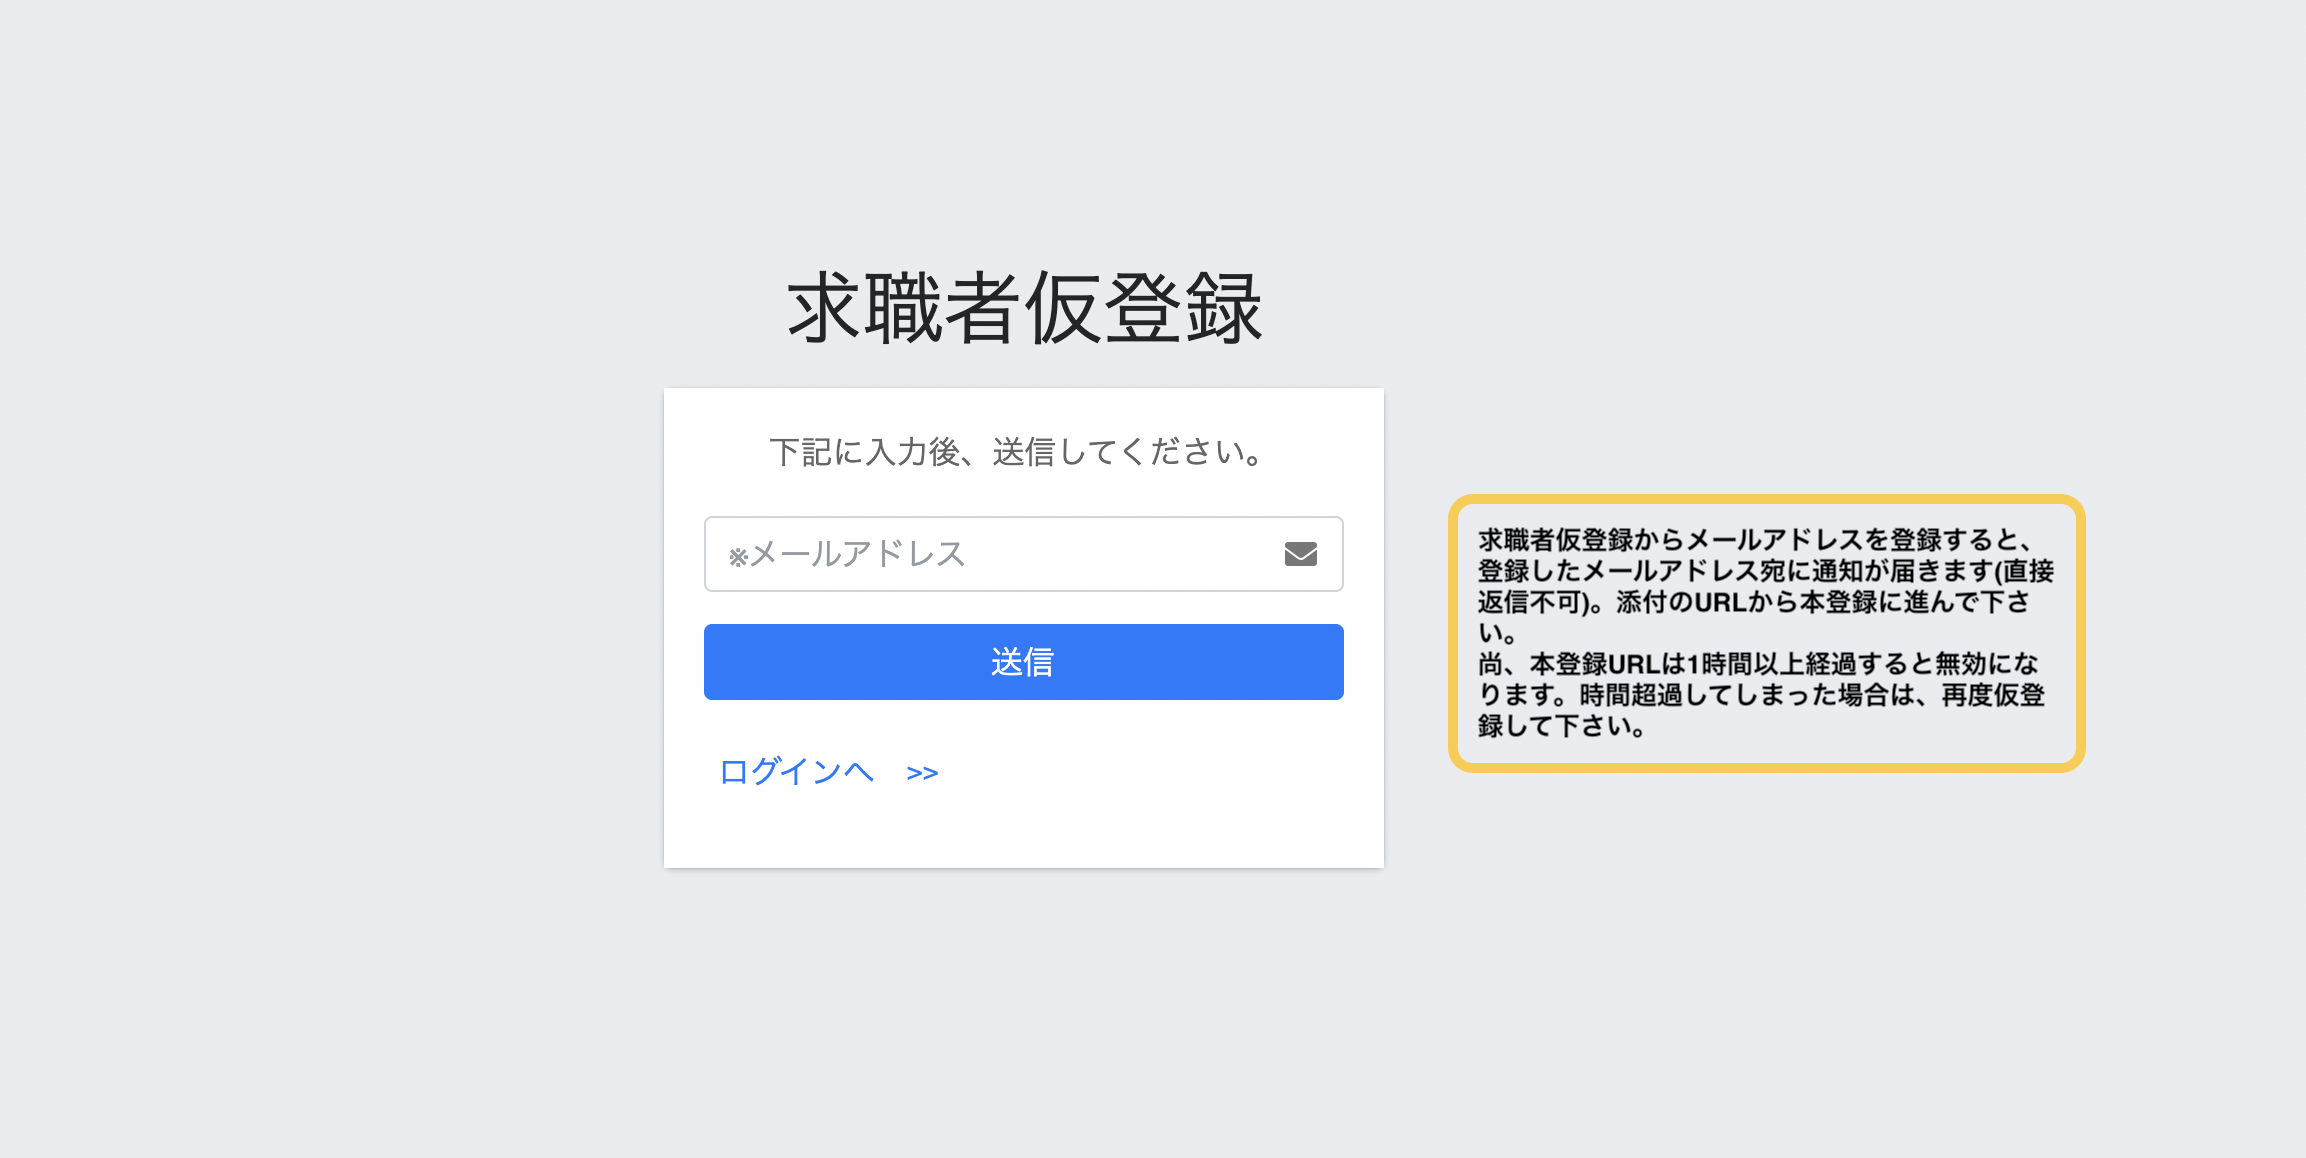 求職者仮登録
下記に入力後、送信してください。
※メールアドレス
送信
ログインへ　>>
求職者仮登録からメールアドレスを登録すると、
登録したメールアドレス宛に通知が届きます(直接
返信不可)。添付のURLから本登録に進んで下さ
い。
尚、本登録URLは1時間以上経過すると無効にな
ります。時間超過してしまった場合は、再度仮登
録して下さい。